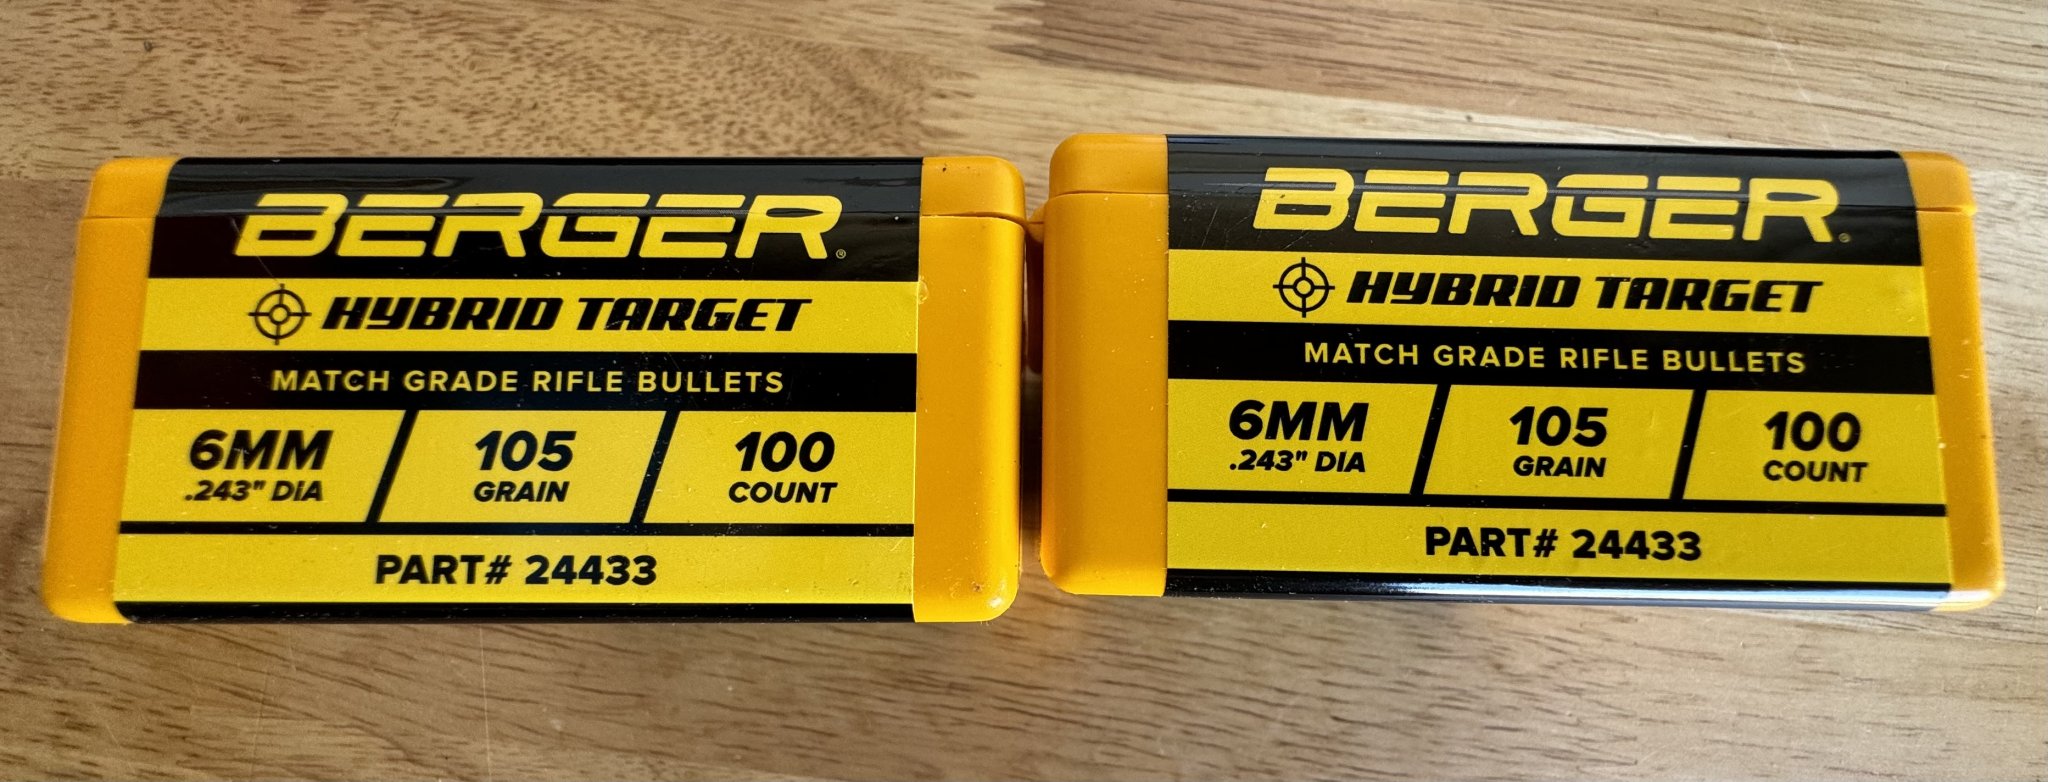 BERGER®
HYBRID TARGET
MATCH GRADE RIFLE BULLETS
6MM 105 100
.243" DIA GRAIN COUNT
PART# 24433
BERGER®
HYBRID TARGET
MATCH GRADE RIFLE BULLETS
6MM 105 100
.243" DIA GRAIN COUNT
PART# 24433